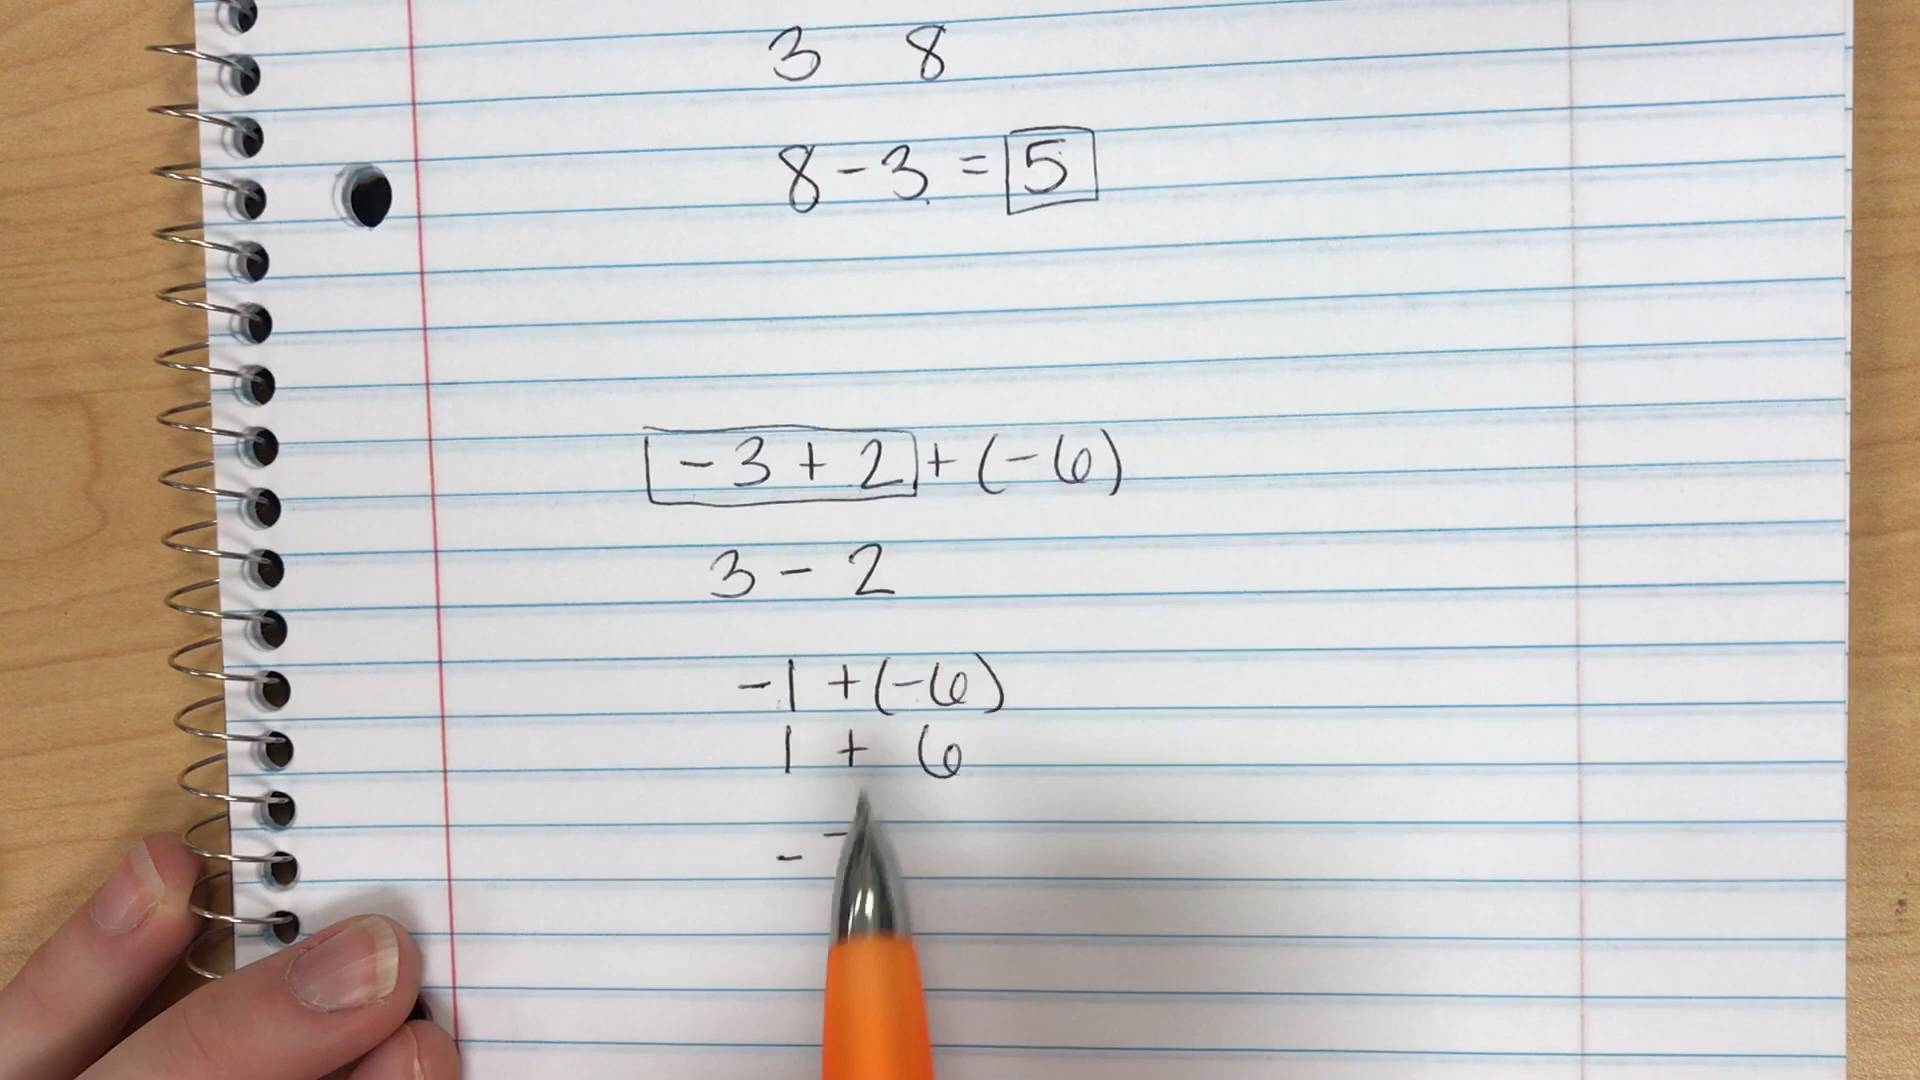 3 8
8 - 3 = 5
- 3 + 2 + (- 6)
3 - 2
- 1 + (- 6)
1 + 6
-